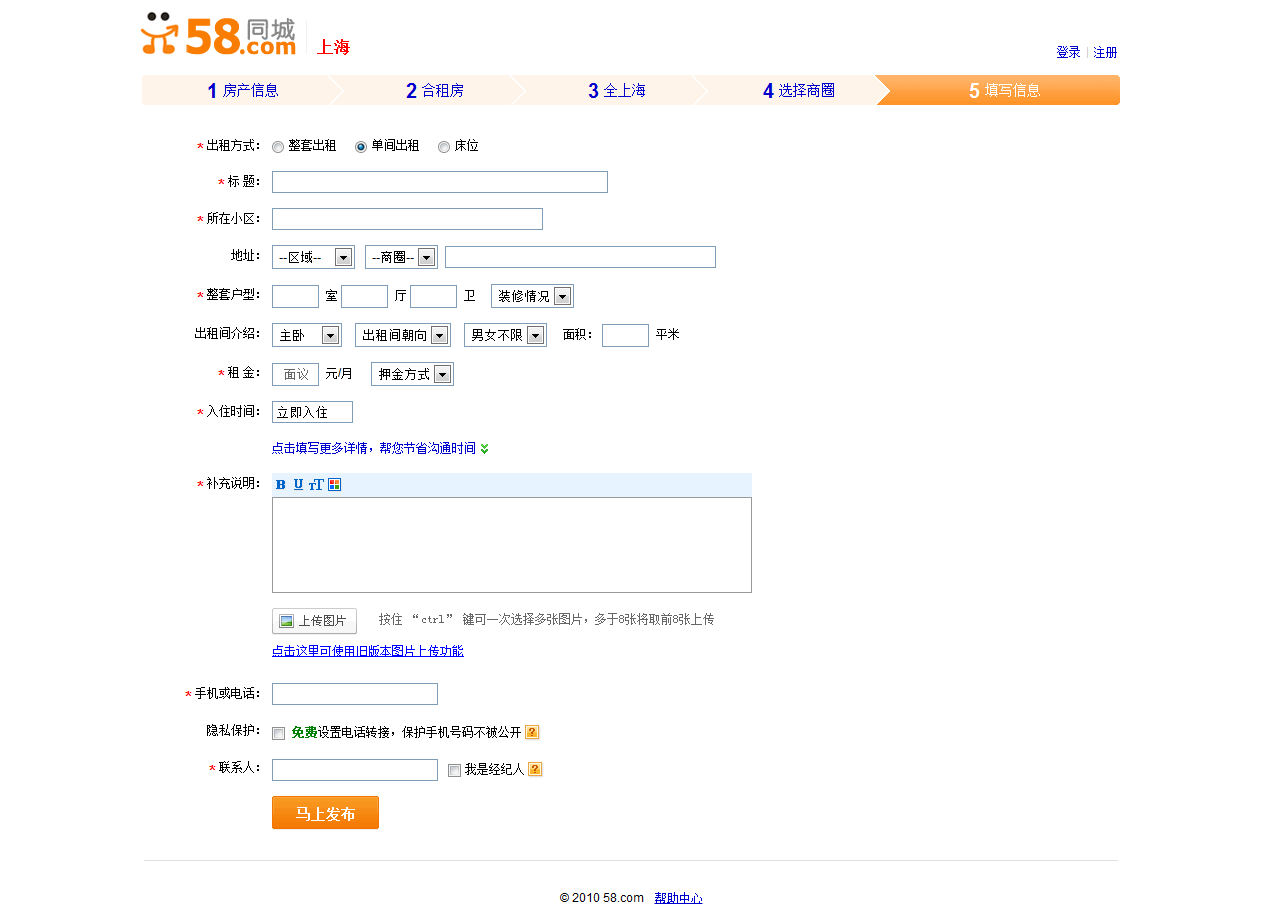 58同城.com 上海
登录 | 注册
1 房产信息 2 合租房 3 全上海 4 选择商圈 5 填写信息
*出租方式： 整套出租 单间出租 床位
*标 题：
*所在小区：
地址： --区域-- --商圈--
*整套户型： 室 厅 卫 装修情况
出租间介绍： 主卧 出租间朝向 男女不限 面积： 平米
*租 金： 面议 元/月 押金方式
*入住时间： 立即入住
点击填写更多详情，帮您节省沟通时间
*补充说明： B U TT
上传图片 按住 “ctrl” 键可一次选择多张图片，多于8张将取前8张上传
点击这里可使用旧版本图片上传功能
*手机或电话：
隐私保护： 免费设置电话转接，保护手机号码不被公开 ?
*联系人： 我是经纪人 ?
马上发布
© 2010 58.com 帮助中心